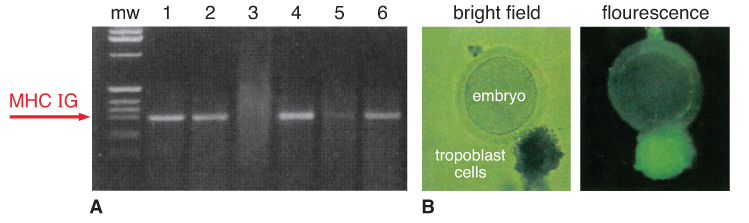 mw 1 2 3 4 5 6
MHC IG
A
bright field
flourescence
embryo
tropoblast
cells
B